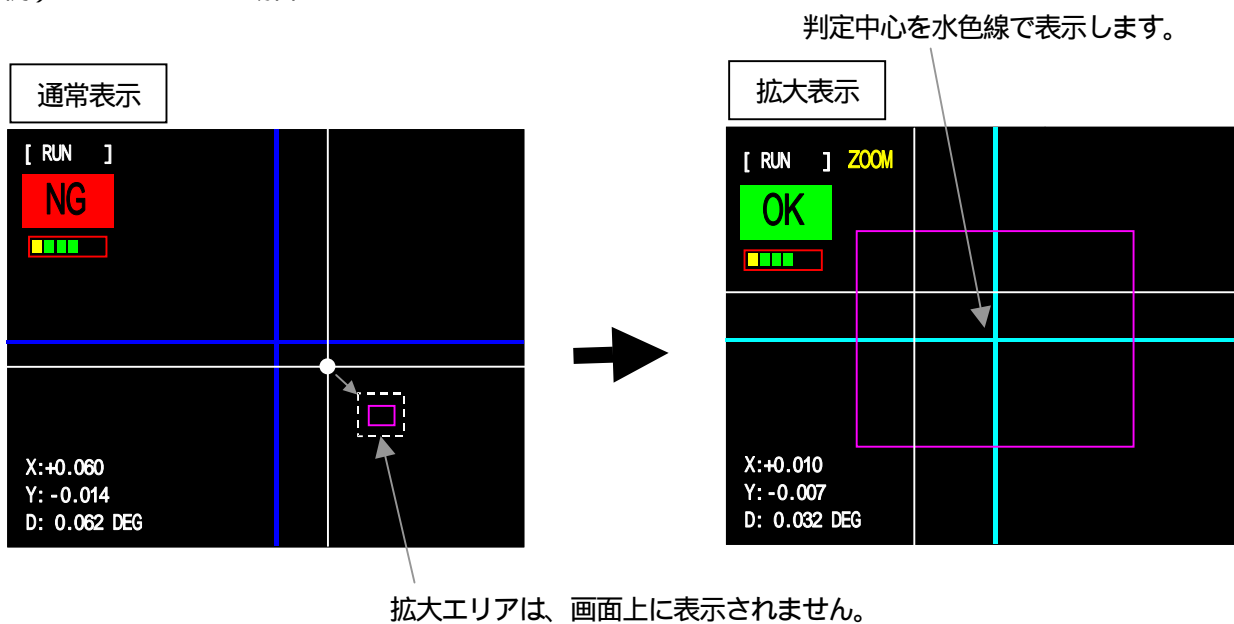 判定中心を水色線で表示します。
通常表示
[ RUN ]
NG
X:+0.060
Y:-0.014
D: 0.062 DEG
拡大表示
[ RUN ] ZOOM
OK
X:+0.010
Y:-0.007
D: 0.032 DEG
拡大エリアは、画面上に表示されません。